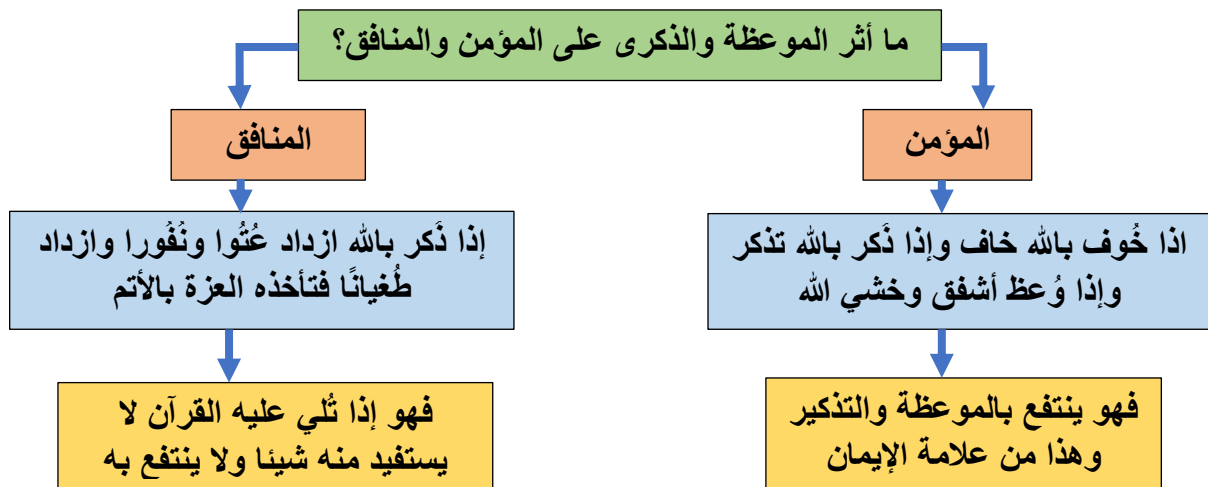 ما أثر الموعظة والذكرى على المؤمن والمنافق؟
المؤمن
المنافق
اذا خُوف بالله خاف وإذا ذَكر بالله تذكر
وإذا وُعظ أشفق وخشي الله
إذا ذَكر بالله ازداد عُتُوا ونُفُورا وازداد
طُغيانًا فتأخذه العزة بالأتم
فهو ينتفع بالموعظة والتذكير
وهذا من علامة الإيمان
فهو إذا تُلي عليه القرآن لا
يستفيد منه شيئا ولا ينتفع به